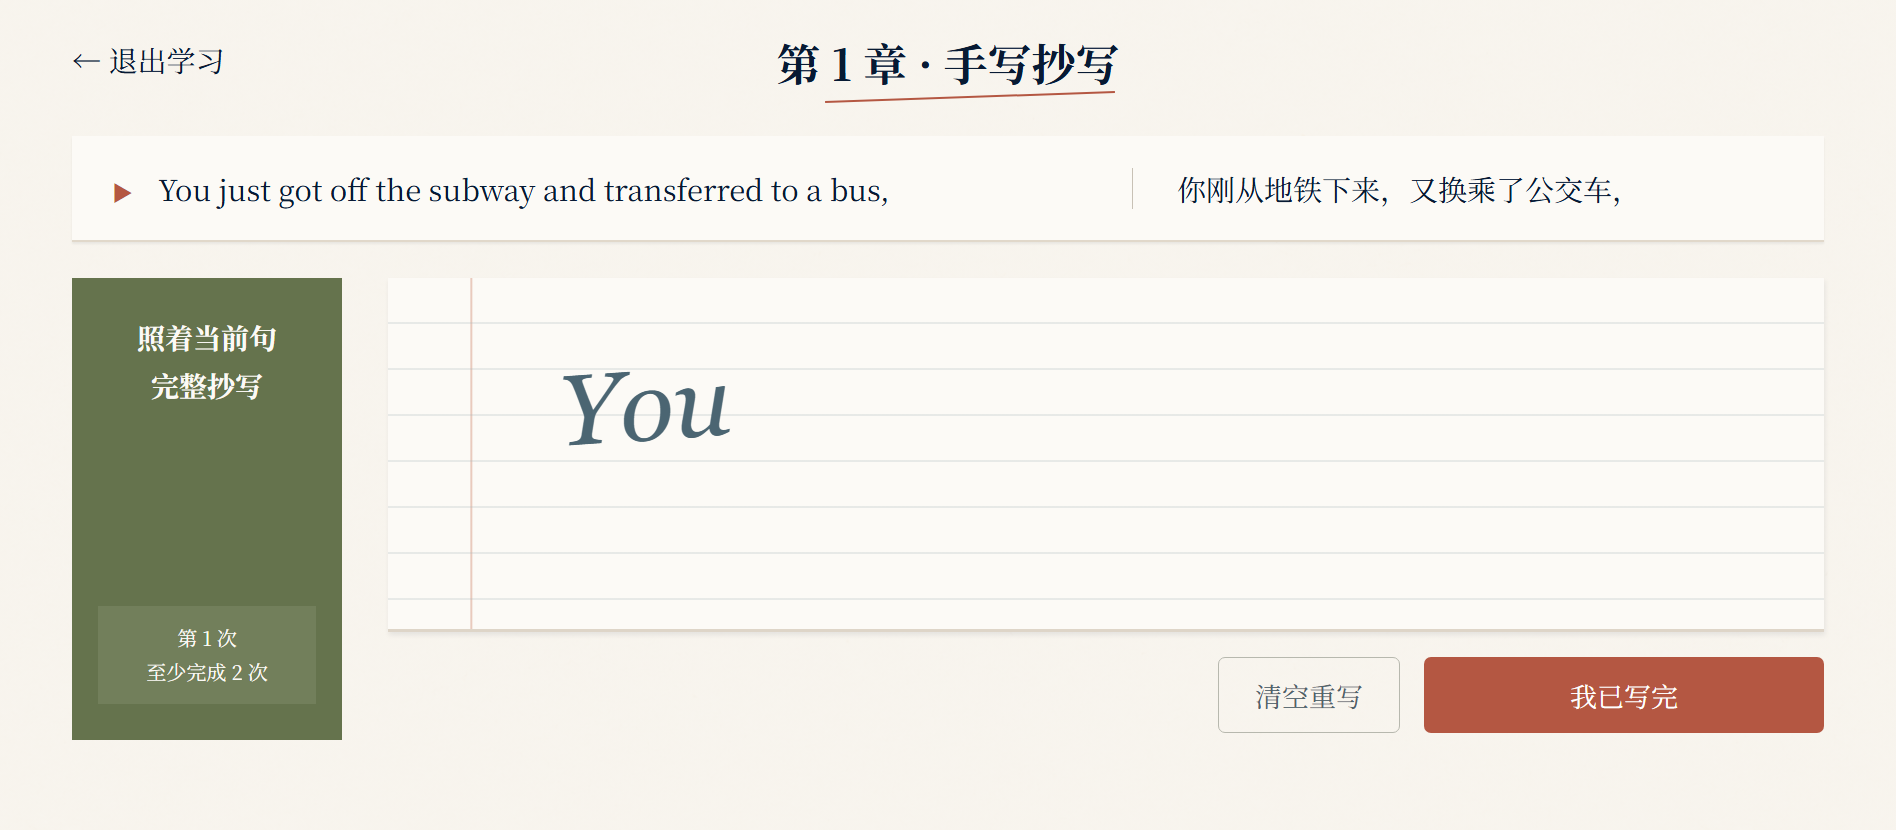 ← 退出学习
第 1 章 · 手写抄写
▶ You just got off the subway and transferred to a bus,
你刚从地铁下来，又换乘了公交车，
照着当前句
完整抄写
You
第 1 次
至少完成 2 次
清空重写
我已写完